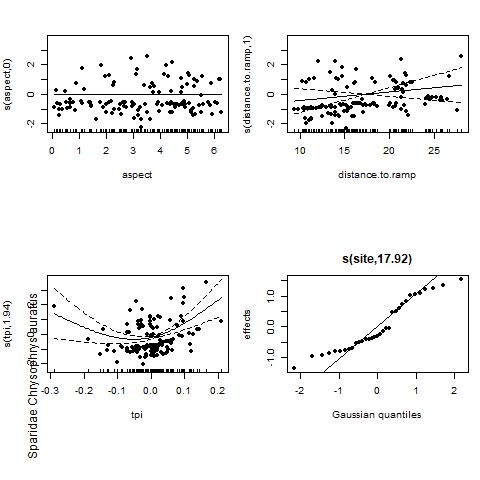 s(aspect,0)
-2 0 2
0 1 2 3 4 5 6
aspect
s(distance.to.ramp,1)
-2 0 2
10 15 20 25
distance.to.ramp
s(tpi,1.94)
-0.3 -0.2 -0.1 0.0 0.1 0.2
tpi
Sparidae Chrysophrys auratus
s(site,17.92)
effects
-1.0 0.0 1.0
-2 -1 0 1 2
Gaussian quantiles